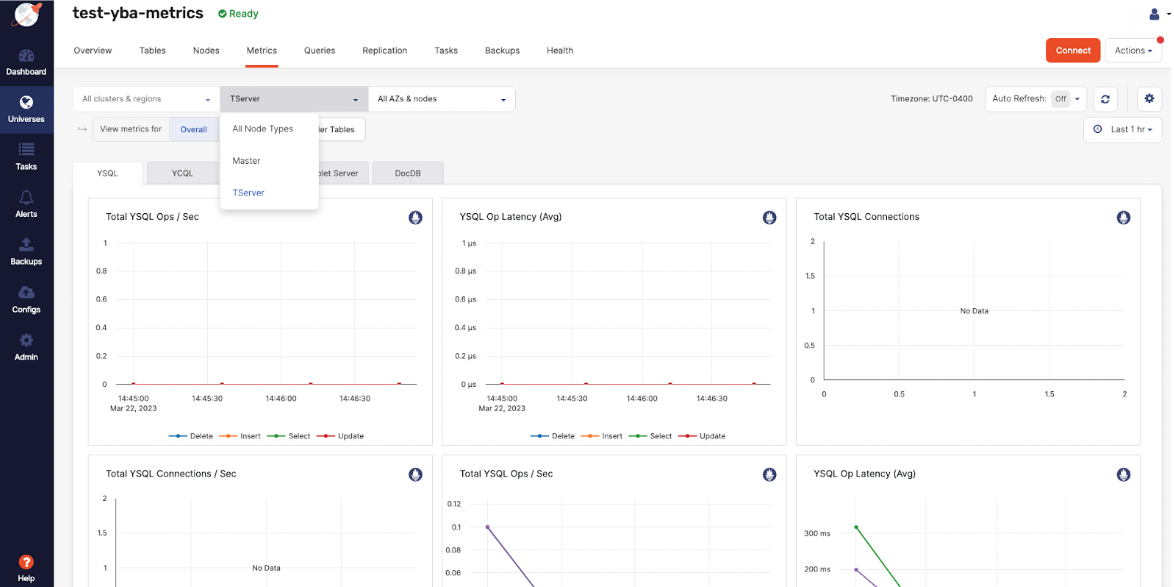 test-yba-metrics Ready
Overview Tables Nodes Metrics Queries Replication Tasks Backups Health
Connect Actions
Dashboard
Universes
Tasks
Alerts
Backups
Configs
Admin
? Help
All clusters & regions TServer All AZs & nodes
Timezone: UTC-0400 Auto Refresh: Off
View metrics for Overall Tables
Last 1 hr
All Node Types
Master
TServer
YSQL YCQL let Server DocDB
Total YSQL Ops / Sec
1
0.8
0.6
0.4
0.2
0
14:45:00 14:45:30 14:46:00 14:46:30
Mar 22, 2023
Delete Insert Select Update
YSQL Op Latency (Avg)
1 µs
0.8 µs
0.6 µs
0.4 µs
0.2 µs
0 µs
14:45:00 14:45:30 14:46:00 14:46:30
Mar 22, 2023
Delete Insert Select Update
Total YSQL Connections
2
1.5
1
0.5
0
No Data
0 0.5 1 1.5 2
Total YSQL Connections / Sec
2
1.5
1
No Data
Total YSQL Ops / Sec
0.12
0.1
0.08
0.06
YSQL Op Latency (Avg)
300 ms
200 ms